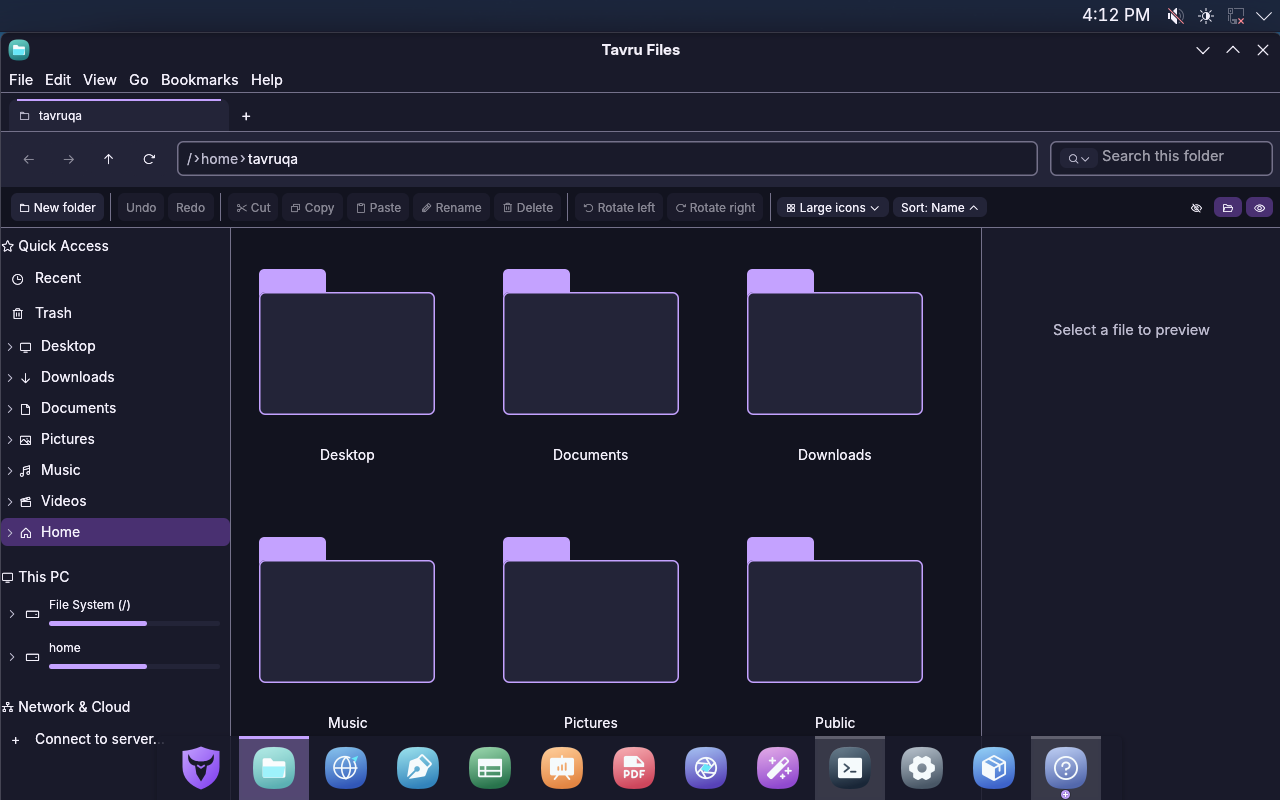 4:12 PM
Tavru Files
File Edit View Go Bookmarks Help
tavruqa +
/ › home › tavruqa
Search this folder
New folder Undo Redo Cut Copy Paste Rename Delete Rotate left Rotate right Large icons Sort: Name
Quick Access
Recent
Trash
Desktop
Downloads
Documents
Pictures
Music
Videos
Home
This PC
File System (/)
home
Network & Cloud
+ Connect to server...
Desktop Documents Downloads
Music Pictures Public
Select a file to preview
PDF